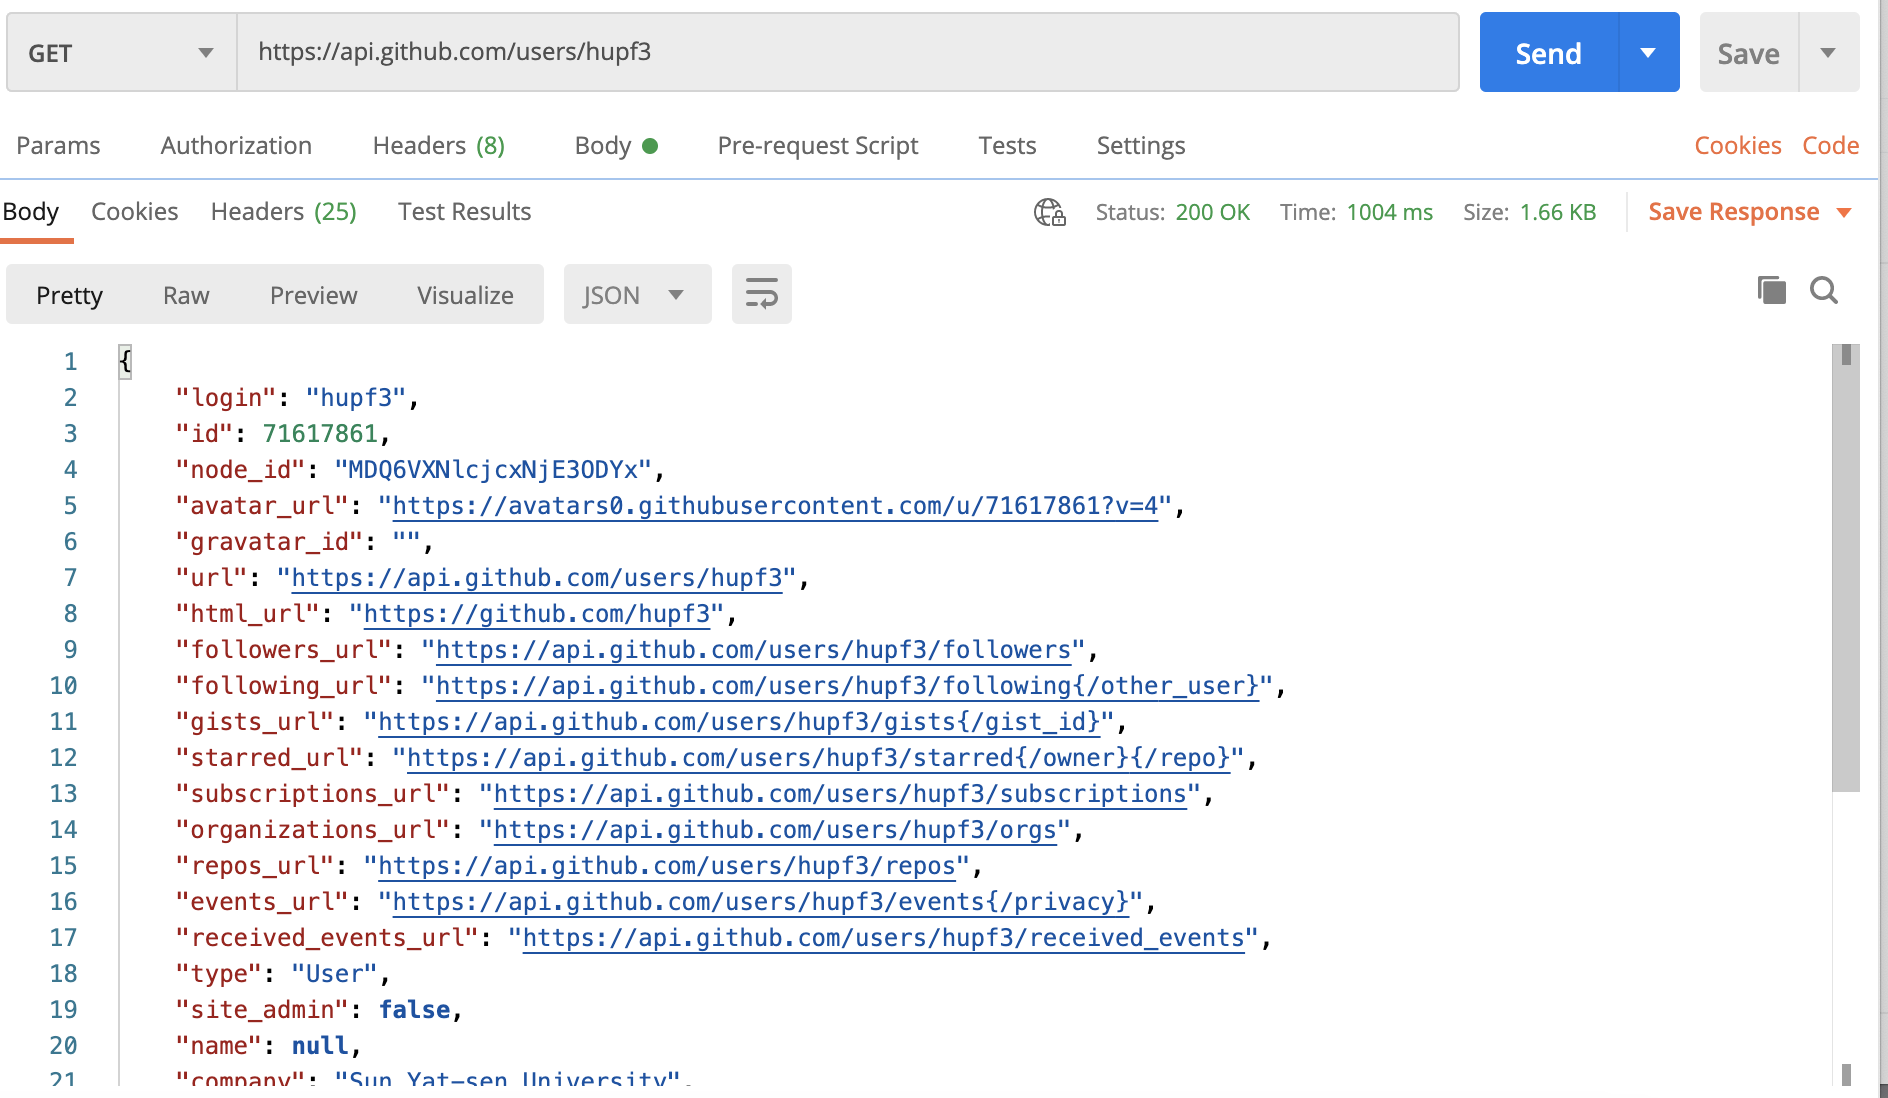 GET https://api.github.com/users/hupf3 Send Save
Params Authorization Headers (8) Body Pre-request Script Tests Settings Cookies Code
Body Cookies Headers (25) Test Results Status: 200 OK Time: 1004 ms Size: 1.66 KB Save Response
Pretty Raw Preview Visualize JSON
1 {
2 "login": "hupf3",
3 "id": 71617861,
4 "node_id": "MDQ6VXNlcjcxNjE3ODYx",
5 "avatar_url": "https://avatars0.githubusercontent.com/u/71617861?v=4",
6 "gravatar_id": "",
7 "url": "https://api.github.com/users/hupf3",
8 "html_url": "https://github.com/hupf3",
9 "followers_url": "https://api.github.com/users/hupf3/followers",
10 "following_url": "https://api.github.com/users/hupf3/following{/other_user}",
11 "gists_url": "https://api.github.com/users/hupf3/gists{/gist_id}",
12 "starred_url": "https://api.github.com/users/hupf3/starred{/owner}{/repo}",
13 "subscriptions_url": "https://api.github.com/users/hupf3/subscriptions",
14 "organizations_url": "https://api.github.com/users/hupf3/orgs",
15 "repos_url": "https://api.github.com/users/hupf3/repos",
16 "events_url": "https://api.github.com/users/hupf3/events{/privacy}",
17 "received_events_url": "https://api.github.com/users/hupf3/received_events",
18 "type": "User",
19 "site_admin": false,
20 "name": null,
21 "company": "Sun Yat-sen University",